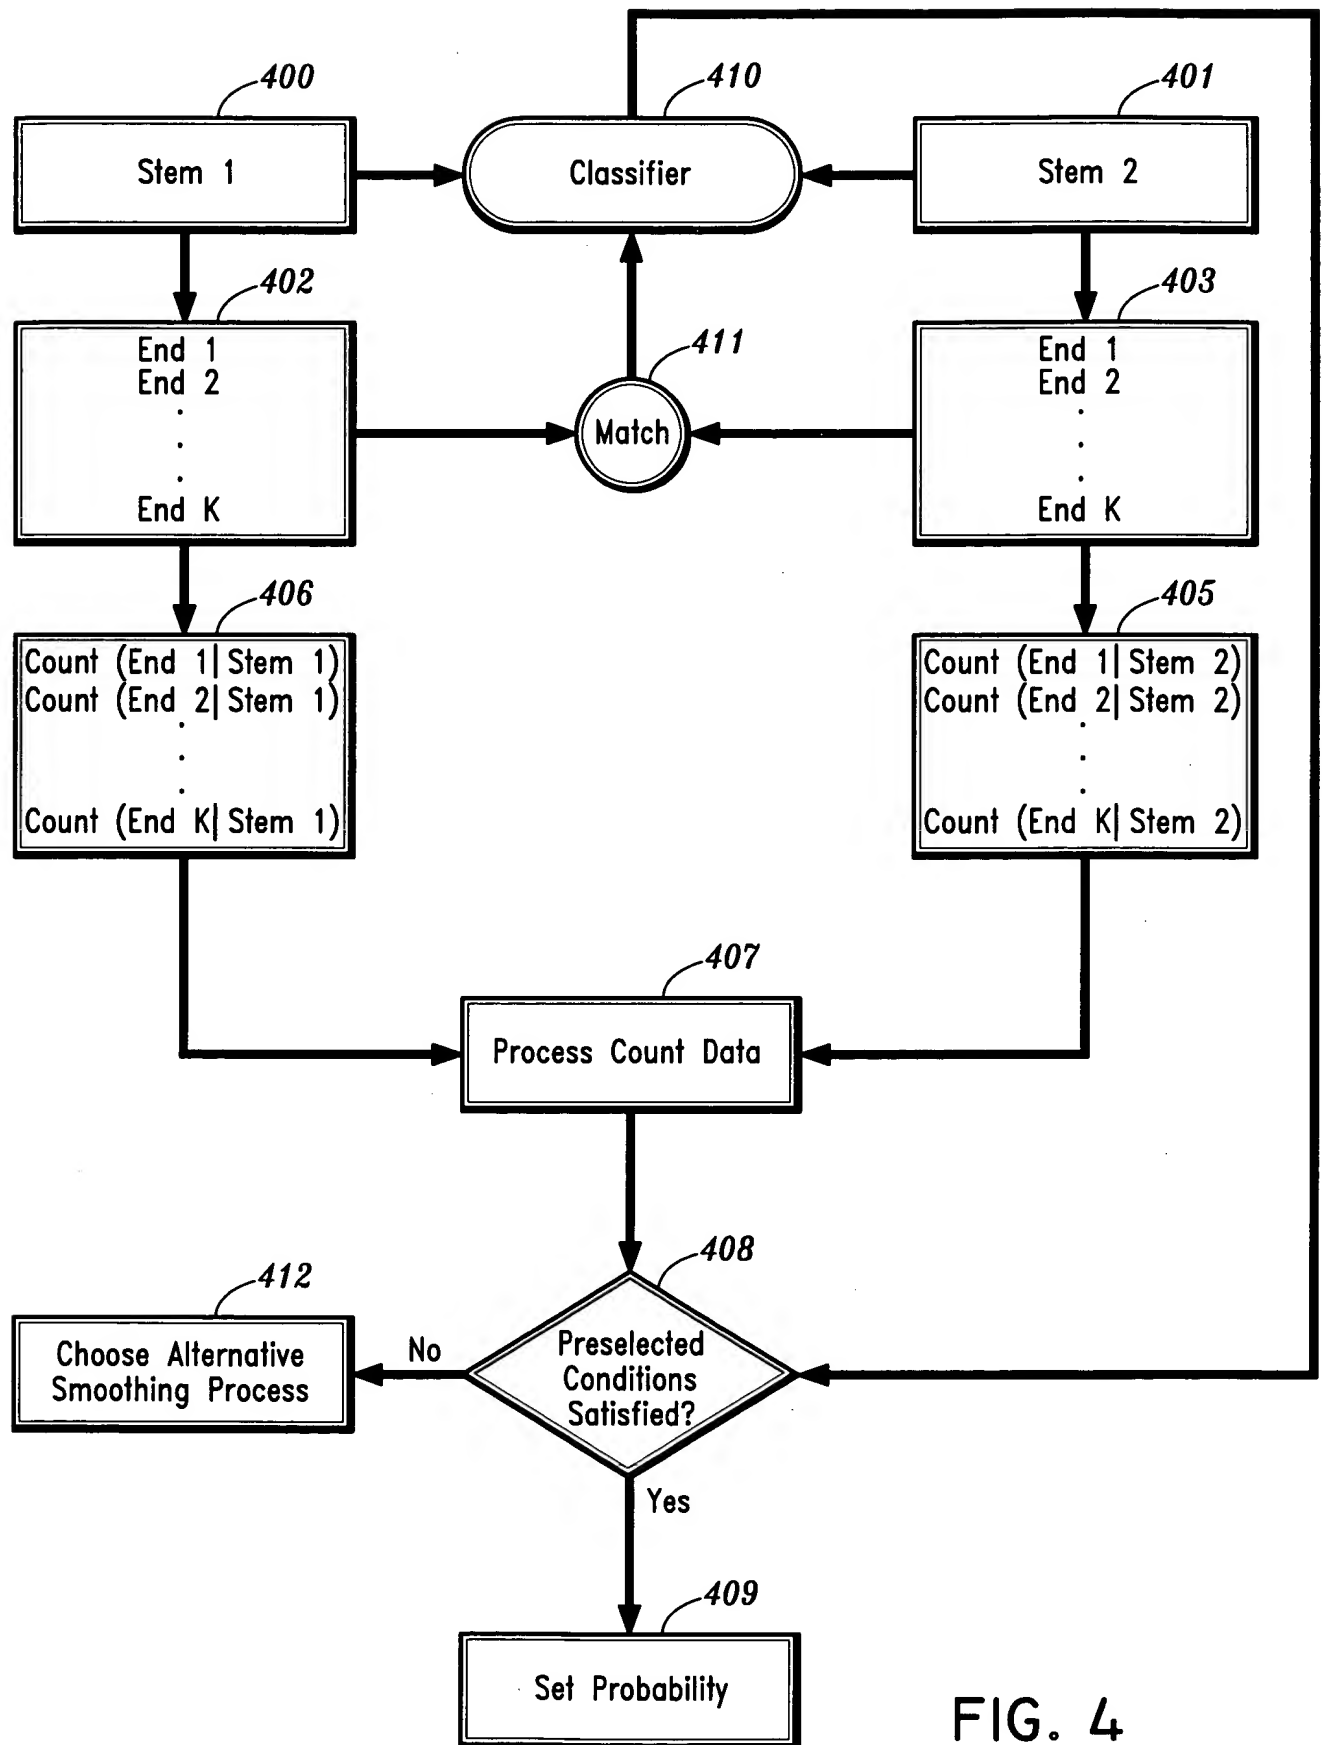 400
410
401
Stem 1
Classifier
Stem 2
402
403
End 1
End 2
.
.
.
End K
411
Match
End 1
End 2
.
.
.
End K
406
405
Count (End 1| Stem 1)
Count (End 2| Stem 1)
.
.
.
Count (End K| Stem 1)
Count (End 1| Stem 2)
Count (End 2| Stem 2)
.
.
.
Count (End K| Stem 2)
407
Process Count Data
408
412
Preselected
Conditions
Satisfied?
No
Choose Alternative
Smoothing Process
Yes
409
Set Probability
FIG. 4